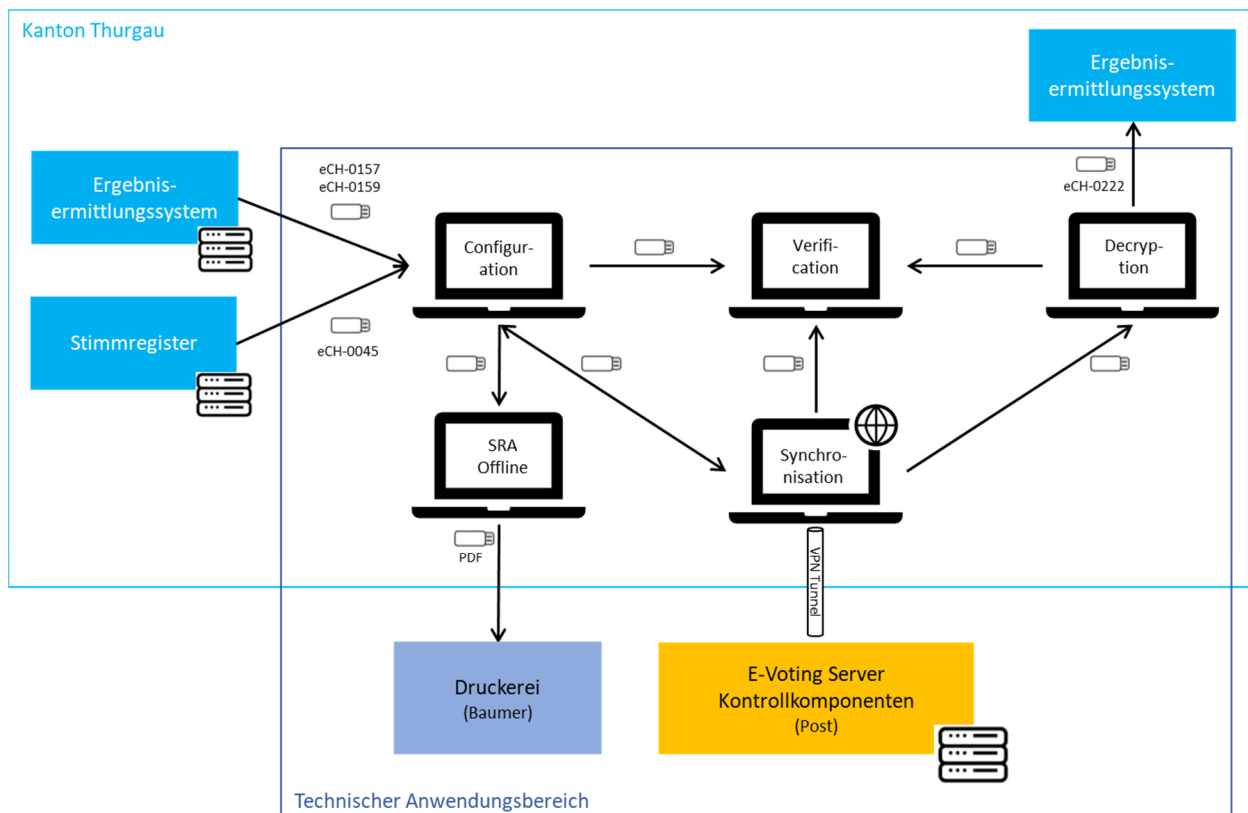 Kanton Thurgau
Ergebnis-
ermittlungssystem
eCH-0157
eCH-0159
eCH-0222
Ergebnis-
ermittlungssystem
Configur-
ation
Verifi-
cation
Decryp-
tion
Stimmregister
eCH-0045
SRA
Offline
Synchro-
nisation
PDF
VPN Tunnel
Druckerei
(Baumer)
E-Voting Server
Kontrollkomponenten
(Post)
Technischer Anwendungsbereich